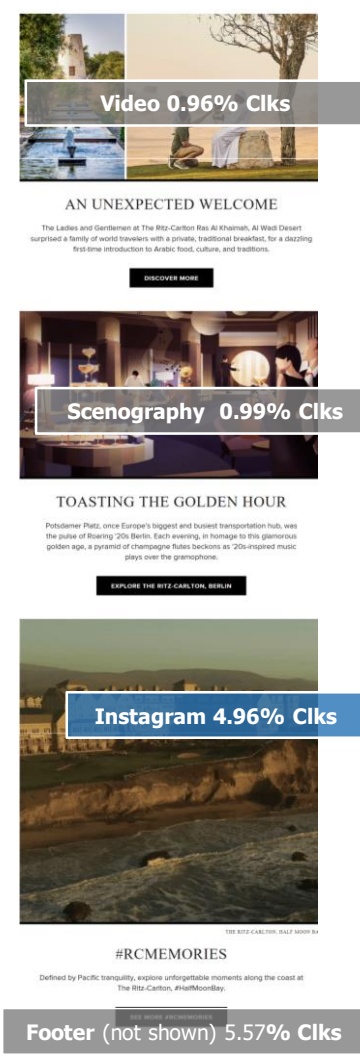 Video 0.96% Clks
AN UNEXPECTED WELCOME
The Ladies and Gentlemen at The Ritz-Carlton Ras Al Khaimah, Al Wadi Desert
surprised a family of world travelers with a private, traditional breakfast, for a dazzling
first-time introduction to Arabic food, culture, and traditions.
DISCOVER MORE
Scenography 0.99% Clks
TOASTING THE GOLDEN HOUR
Potsdamer Platz, once Europe's biggest and busiest transportation hub, was
the pulse of Roaring '20s Berlin. Each evening, in homage to this glamorous
golden age, a pyramid of champagne flutes beckons as '20s-inspired music
plays over the gramophone.
EXPLORE THE RITZ-CARLTON, BERLIN
Instagram 4.96% Clks
THE RITZ-CARLTON, HALF MOON BA
#RCMEMORIES
Defined by Pacific tranquility, explore unforgettable moments along the coast at
The Ritz-Carlton, #HalfMoonBay.
SEE MORE #RCMEMORIES
Footer (not shown) 5.57% Clks